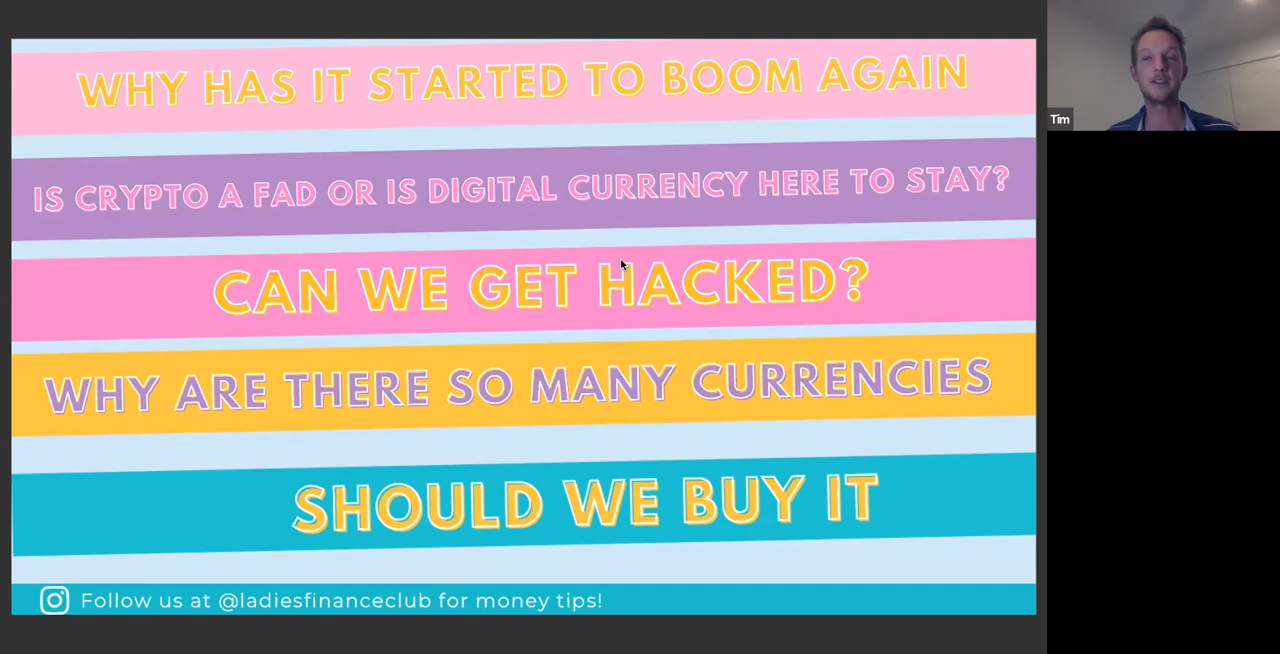 WHY HAS IT STARTED TO BOOM AGAIN
Tim
IS CRYPTO A FAD OR IS DIGITAL CURRENCY HERE TO STAY?
CAN WE GET HACKED?
WHY ARE THERE SO MANY CURRENCIES
SHOULD WE BUY IT
Follow us at @ladiesfinanceclub for money tips!